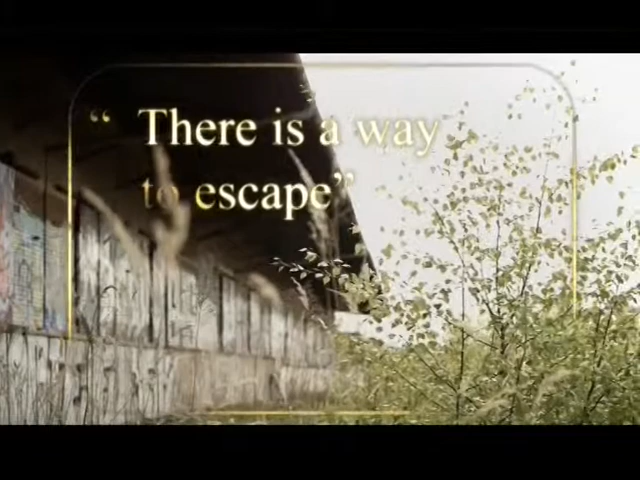 “ There is a way
to escape”